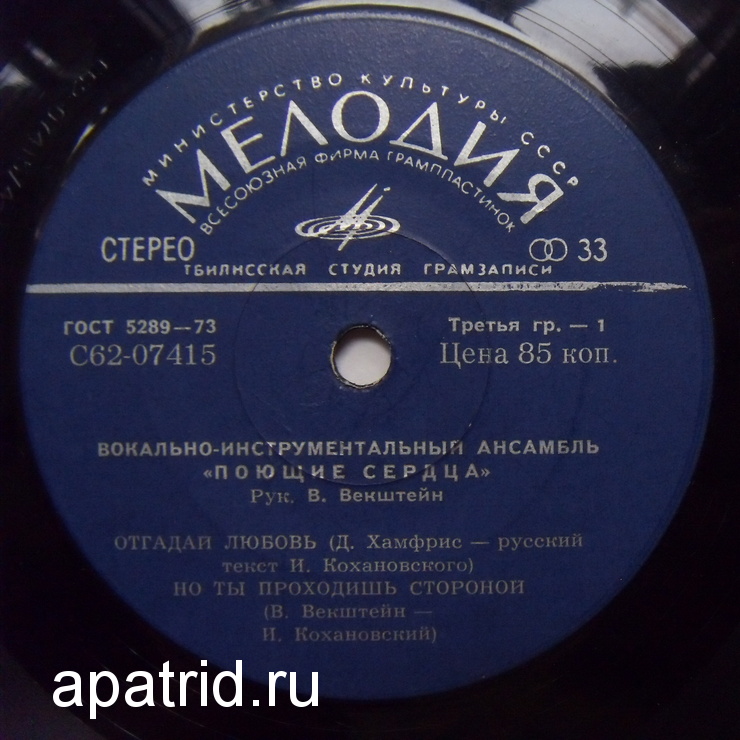 МИНИСТЕРСТВО КУЛЬТУРЫ СССР
МЕЛОДИЯ
ВСЕСОЮЗНАЯ ФИРМА ГРАМПЛАСТИНОК
СТЕРЕО 33
ТБИЛИССКАЯ СТУДИЯ ГРАМЗАПИСИ
ГОСТ 5289—73 Третья гр. — 1
С62-07415 Цена 85 коп.
ВОКАЛЬНО-ИНСТРУМЕНТАЛЬНЫЙ АНСАМБЛЬ
«ПОЮЩИЕ СЕРДЦА»
Рук. В. Векштейн
ОТГАДАЙ ЛЮБОВЬ (Д. Хамфрис — русский
текст И. Кохановского)
НО ТЫ ПРОХОДИШЬ СТОРОНОЙ
(В. Векштейн —
И. Кохановский)
apatrid.ru